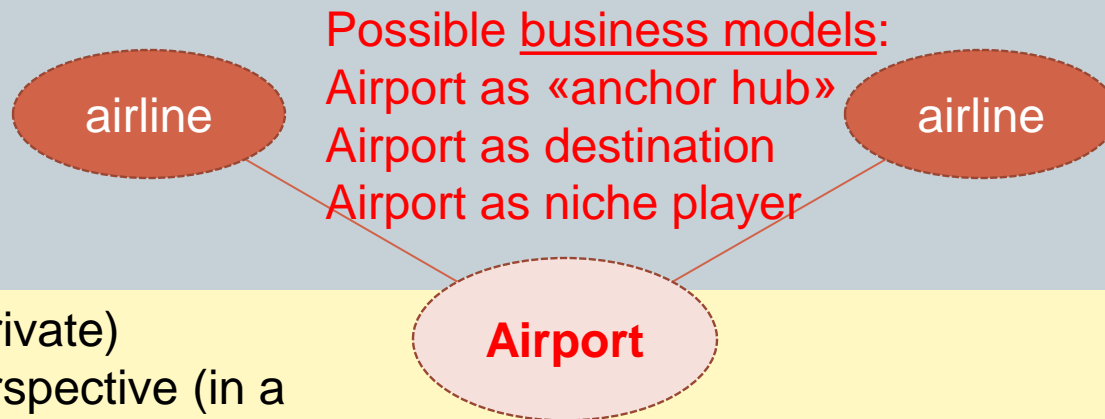 Possible business models:
airline
Airport as «anchor hub»
airline
Airport as destination
Airport as niche player
rivate)
Airport
rspective (in a